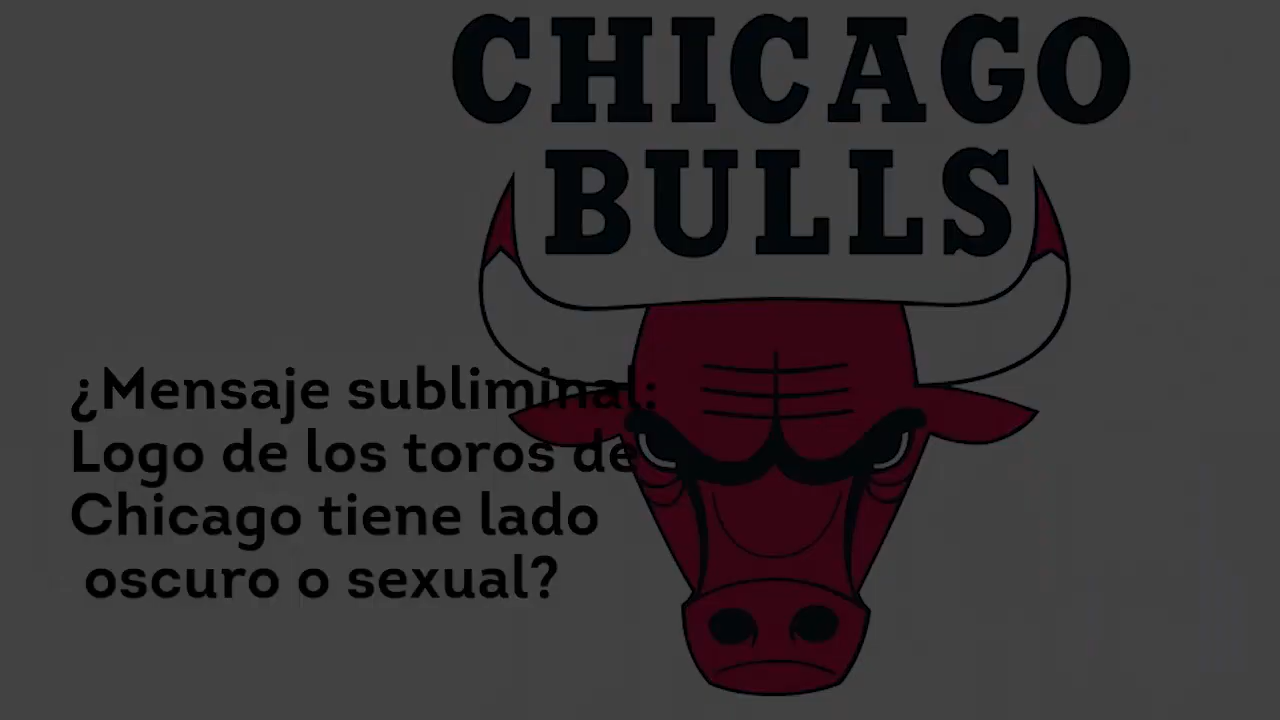 CHICAGO
BULLS
¿Mensaje subliminal:
Logo de los toros de
Chicago tiene lado
oscuro o sexual?